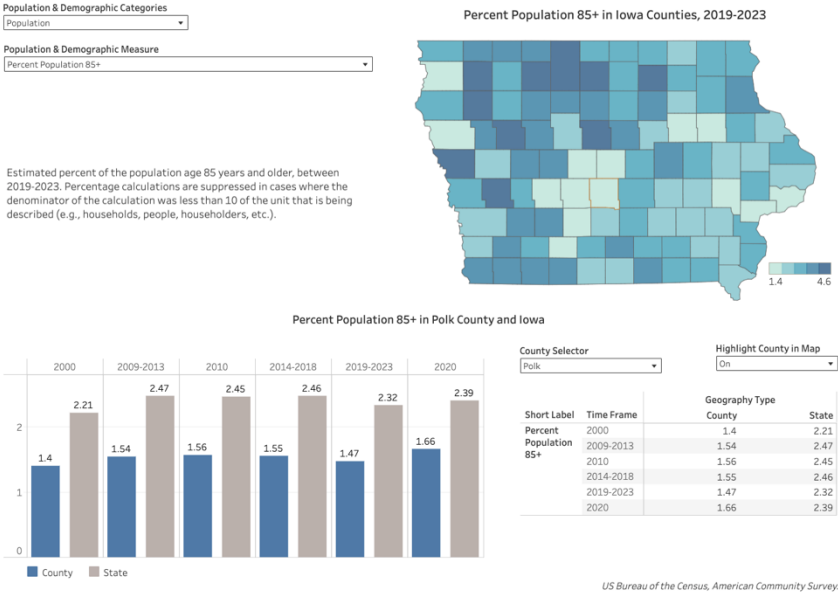 Population & Demographic Categories
Population
Population & Demographic Measure
Percent Population 85+
Estimated percent of the population age 85 years and older, between
2019-2023. Percentage calculations are suppressed in cases where the
denominator of the calculation was less than 10 of the unit that is being
described (e.g., households, people, householders, etc.).
Percent Population 85+ in Iowa Counties, 2019-2023
1.4 4.6
Percent Population 85+ in Polk County and Iowa
2000 2009-2013 2010 2014-2018 2019-2023 2020
2
1
0
1.4 2.21 1.54 2.47 1.56 2.45 1.55 2.46 1.47 2.32 1.66 2.39
County State
County Selector
Polk
Highlight County in Map
On
Geography Type
Short Label Time Frame County State
Percent Population 85+ 2000 1.4 2.21
2009-2013 1.54 2.47
2010 1.56 2.45
2014-2018 1.55 2.46
2019-2023 1.47 2.32
2020 1.66 2.39
US Bureau of the Census, American Community Survey.